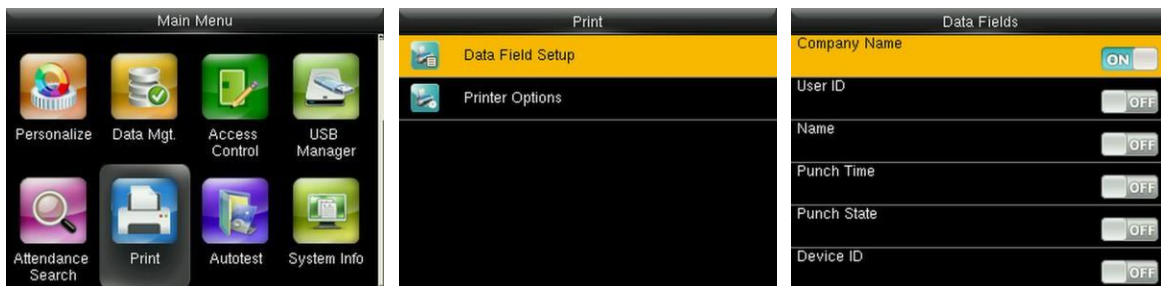 Main Menu
Personalize
Data Mgt.
Access
Control
USB
Manager
Attendance
Search
Print
Autotest
System Info
Print
Data Field Setup
Printer Options
Data Fields
Company Name
ON
User ID
OFF
Name
OFF
Punch Time
OFF
Punch State
OFF
Device ID
OFF